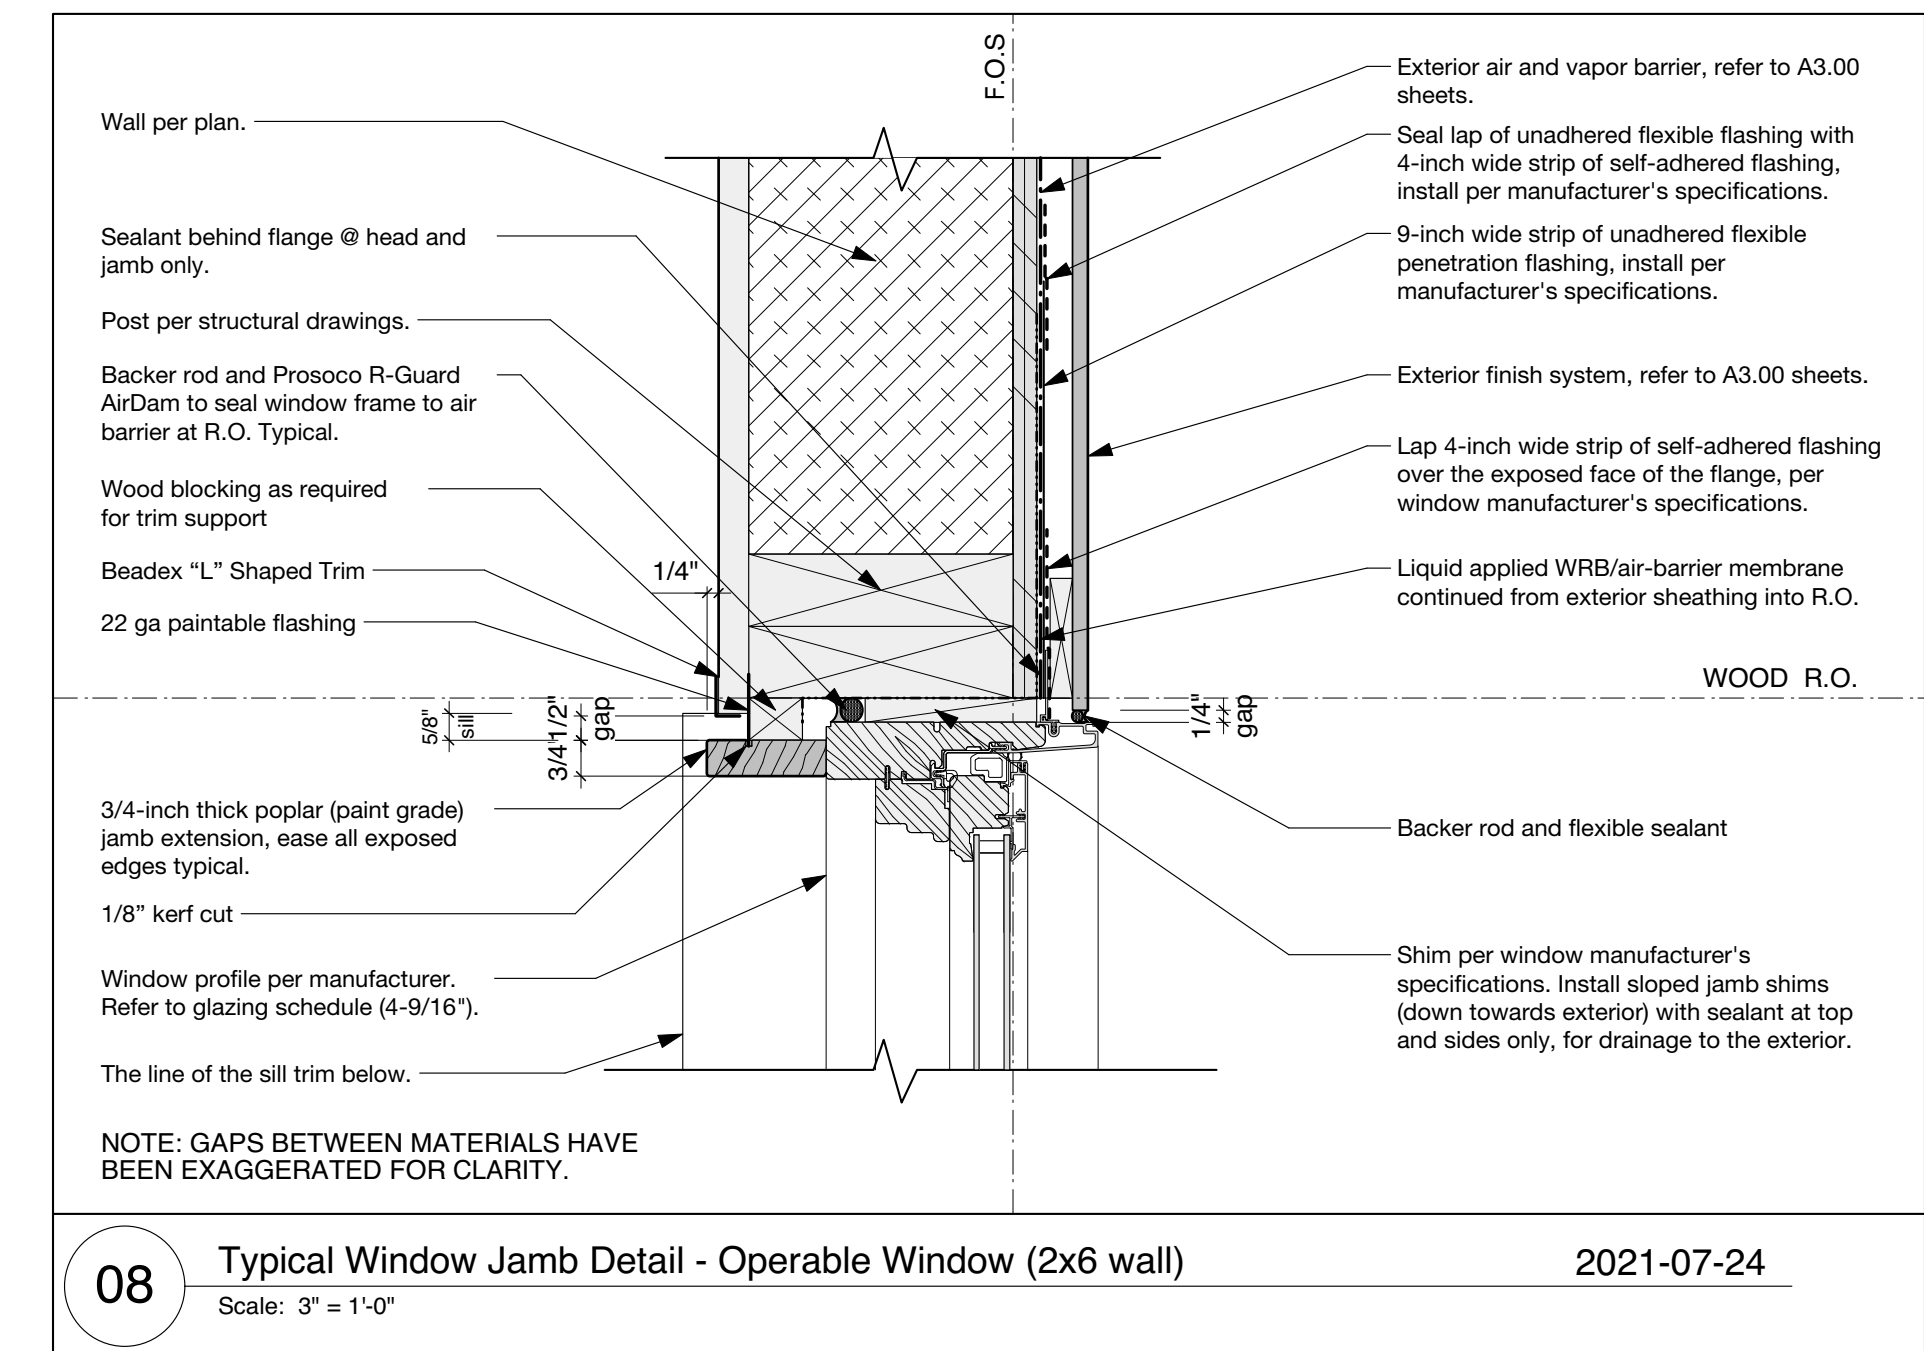 F.O.S
Wall per plan.
Sealant behind flange @ head and
jamb only.
Post per structural drawings.
Backer rod and Prosoco R-Guard
AirDam to seal window frame to air
barrier at R.O. Typical.
Wood blocking as required
for trim support
Beadex “L” Shaped Trim
22 ga paintable flashing
1/4"
5/8"
sill
1/2"
gap
3/4"
3/4-inch thick poplar (paint grade)
jamb extension, ease all exposed
edges typical.
1/8” kerf cut
Window profile per manufacturer.
Refer to glazing schedule (4-9/16").
The line of the sill trim below.
NOTE: GAPS BETWEEN MATERIALS HAVE
BEEN EXAGGERATED FOR CLARITY.
Exterior air and vapor barrier, refer to A3.00
sheets.
Seal lap of unadhered flexible flashing with
4-inch wide strip of self-adhered flashing,
install per manufacturer's specifications.
9-inch wide strip of unadhered flexible
penetration flashing, install per
manufacturer's specifications.
Exterior finish system, refer to A3.00 sheets.
Lap 4-inch wide strip of self-adhered flashing
over the exposed face of the flange, per
window manufacturer's specifications.
Liquid applied WRB/air-barrier membrane
continued from exterior sheathing into R.O.
WOOD R.O.
1/4"
gap
Backer rod and flexible sealant
Shim per window manufacturer's
specifications. Install sloped jamb shims
(down towards exterior) with sealant at top
and sides only, for drainage to the exterior.
08
Typical Window Jamb Detail - Operable Window (2x6 wall)
2021-07-24
Scale: 3" = 1'-0"